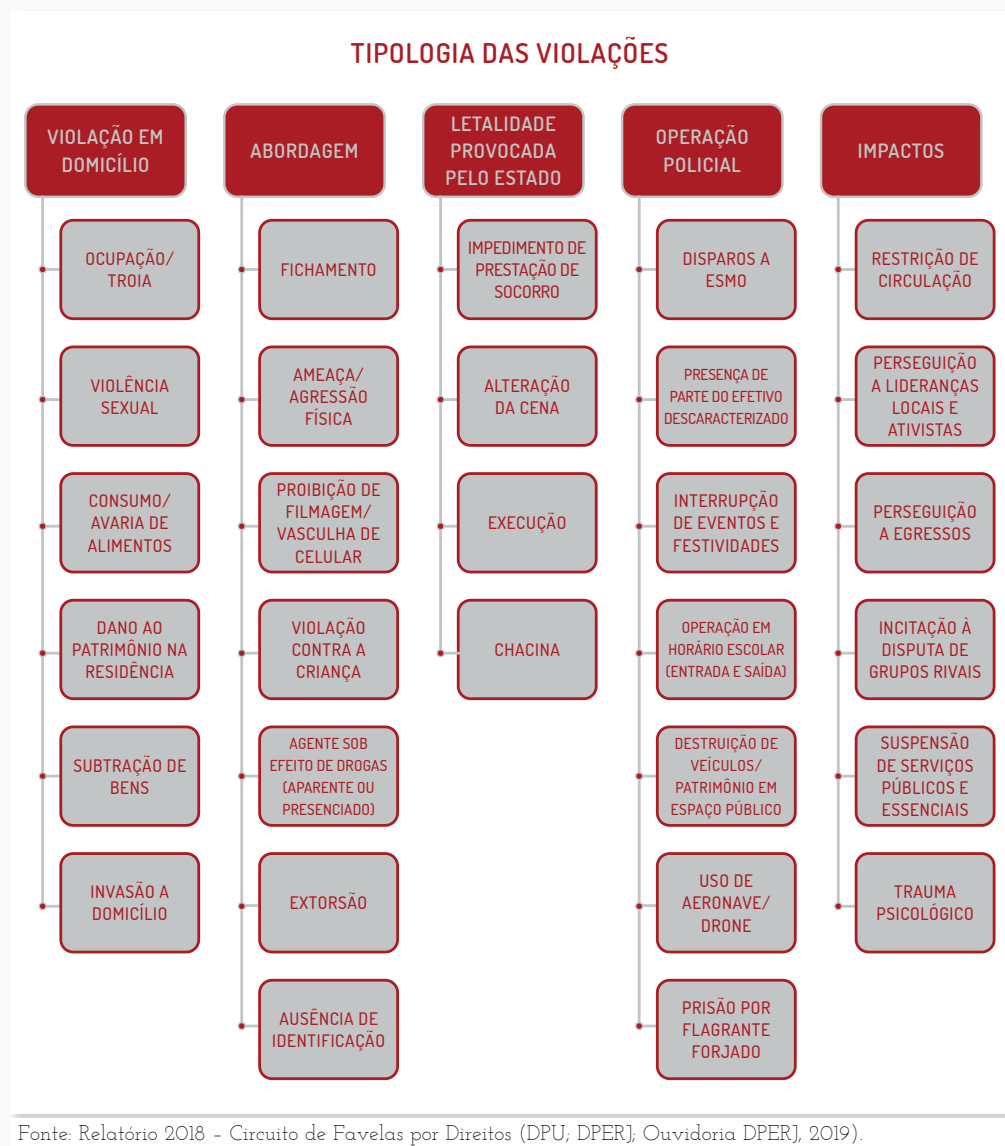 TIPOLOGIA DAS VIOLAÇÕES
VIOLAÇÃO EM
DOMICÍLIO
OCUPAÇÃO/
TROIA
VIOLÊNCIA
SEXUAL
CONSUMO/
AVARIA DE
ALIMENTOS
DANO AO
PATRIMÔNIO NA
RESIDÊNCIA
SUBTRAÇÃO DE
BENS
INVASÃO A
DOMICÍLIO
ABORDAGEM
FICHAMENTO
AMEAÇA/
AGRESSÃO
FÍSICA
PROIBIÇÃO DE
FILMAGEM/
VASCULHA DE
CELULAR
VIOLAÇÃO
CONTRA A
CRIANÇA
AGENTE SOB
EFEITO DE DROGAS
(APARENTE OU
PRESENCIADO)
EXTORSÃO
AUSÊNCIA DE
IDENTIFICAÇÃO
LETALIDADE
PROVOCADA
PELO ESTADO
IMPEDIMENTO DE
PRESTAÇÃO DE
SOCORRO
ALTERAÇÃO
DA CENA
EXECUÇÃO
CHACINA
OPERAÇÃO
POLICIAL
DISPAROS A
ESMO
PRESENÇA DE
PARTE DO EFETIVO
DESCARACTERIZADO
INTERRUPÇÃO
DE EVENTOS E
FESTIVIDADES
OPERAÇÃO EM
HORÁRIO ESCOLAR
(ENTRADA E SAÍDA)
DESTRUIÇÃO DE
VEÍCULOS/
PATRIMÔNIO EM
ESPAÇO PÚBLICO
USO DE
AERONAVE/
DRONE
PRISÃO POR
FLAGRANTE
FORJADO
IMPACTOS
RESTRIÇÃO DE
CIRCULAÇÃO
PERSEGUIÇÃO
A LIDERANÇAS
LOCAIS E
ATIVISTAS
PERSEGUIÇÃO
A EGRESSOS
INCITAÇÃO À
DISPUTA DE
GRUPOS RIVAIS
SUSPENSÃO
DE SERVIÇOS
PÚBLICOS E
ESSENCIAIS
TRAUMA
PSICOLÓGICO
Fonte: Relatório 2018 – Circuito de Favelas por Direitos (DPU; DPERJ; Ouvidoria DPERJ, 2019).